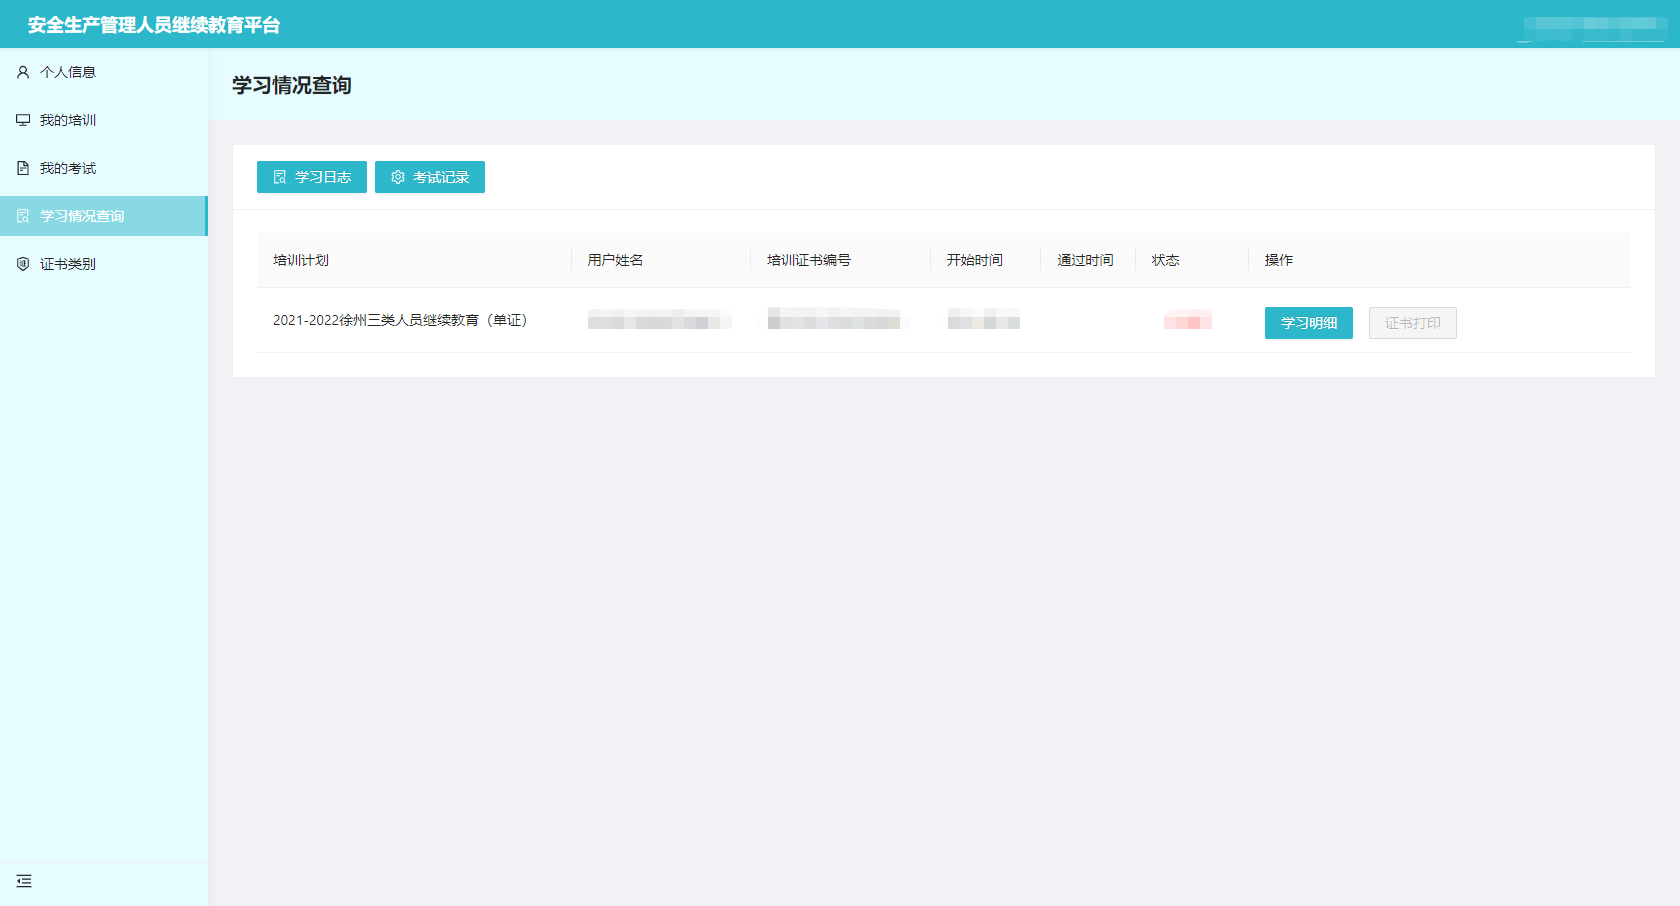 安全生产管理人员继续教育平台
个人信息
我的培训
我的考试
学习情况查询
证书类别
学习情况查询
学习日志 考试记录
培训计划 用户姓名 培训证书编号 开始时间 通过时间 状态 操作
2021-2022徐州三类人员继续教育（单证） 学习明细 证书打印